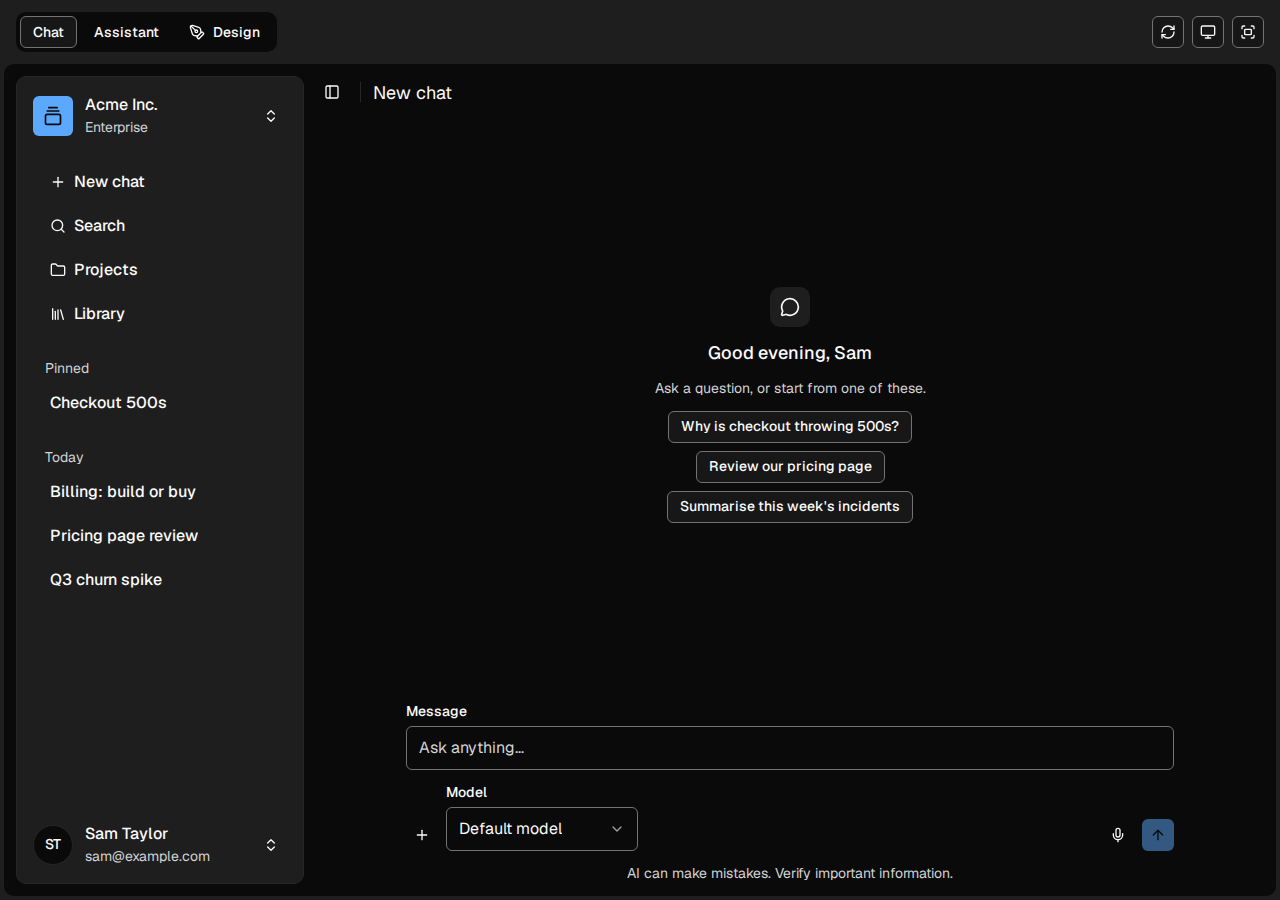 Chat
Assistant
Design
Acme Inc.
Enterprise
New chat
Search
Projects
Library
Pinned
Checkout 500s
Today
Billing: build or buy
Pricing page review
Q3 churn spike
ST
Sam Taylor
sam@example.com
New chat
Good evening, Sam
Ask a question, or start from one of these.
Why is checkout throwing 500s?
Review our pricing page
Summarise this week's incidents
Message
Ask anything...
Model
Default model
AI can make mistakes. Verify important information.